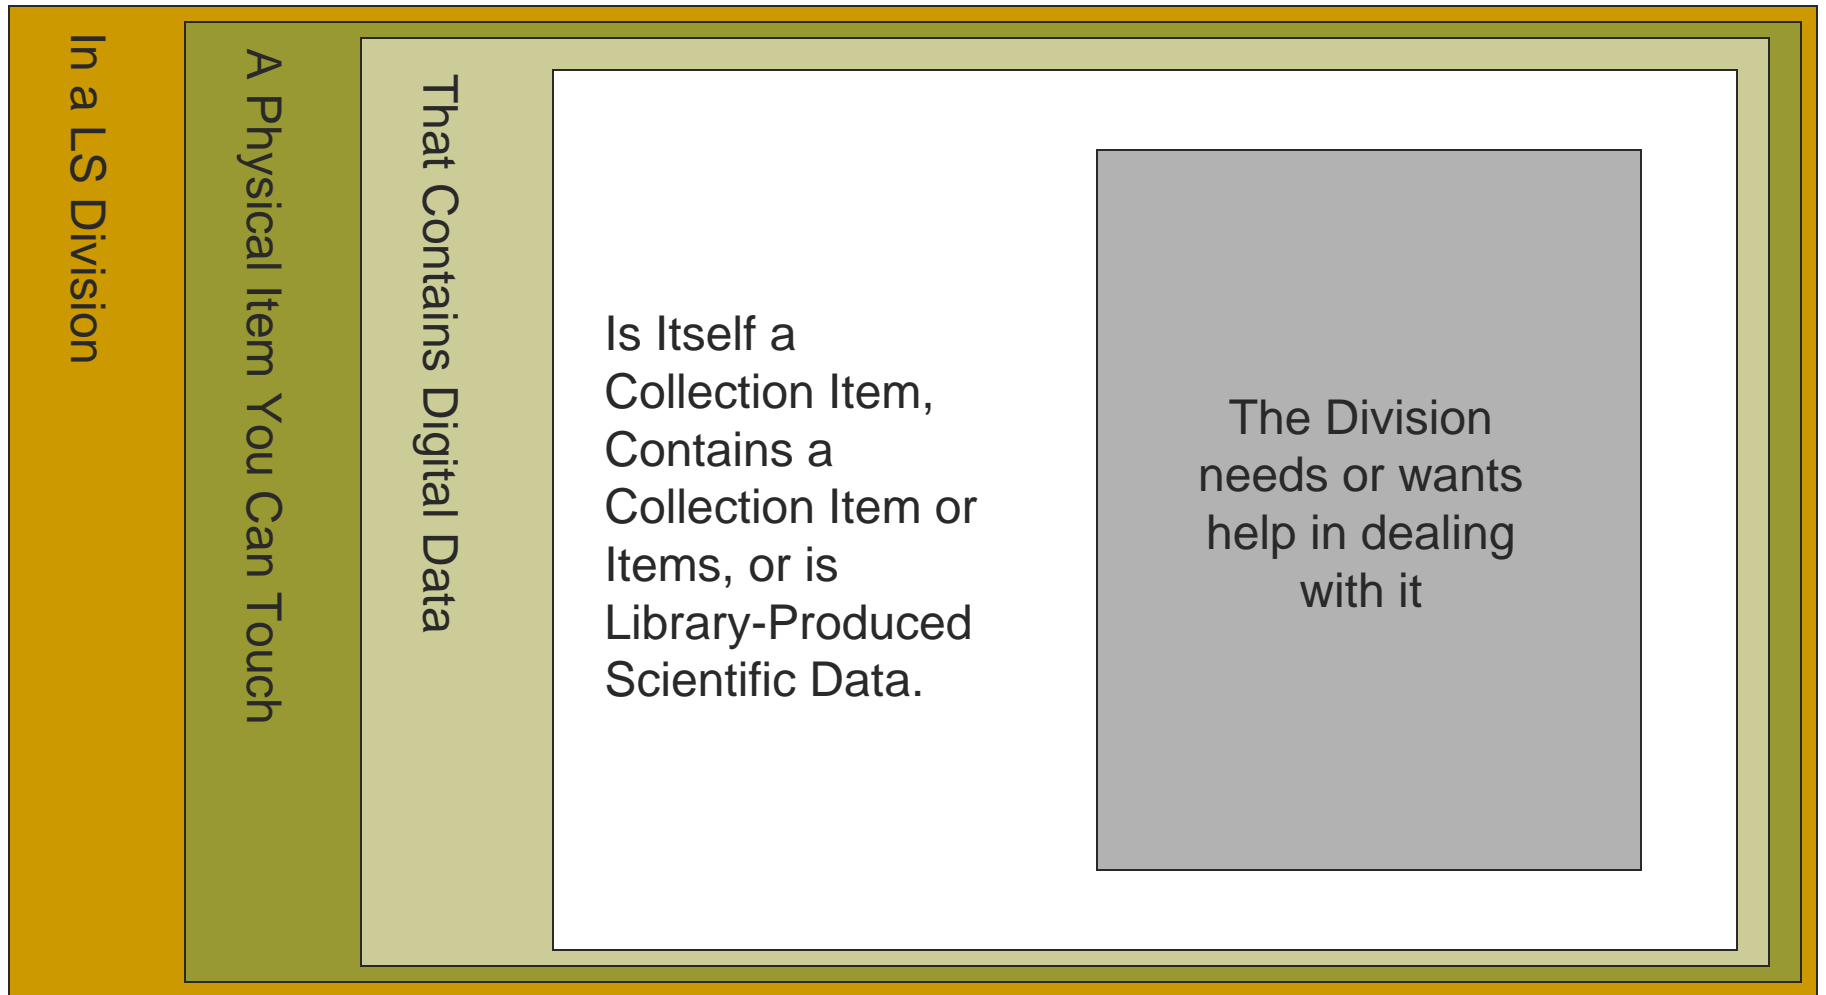 In a LS Division
A Physical Item You Can Touch
That Contains Digital Data
Is Itself a
Collection Item,
Contains a
Collection Item or
Items, or is
Library-Produced
Scientific Data.
The Division
needs or wants
help in dealing
with it